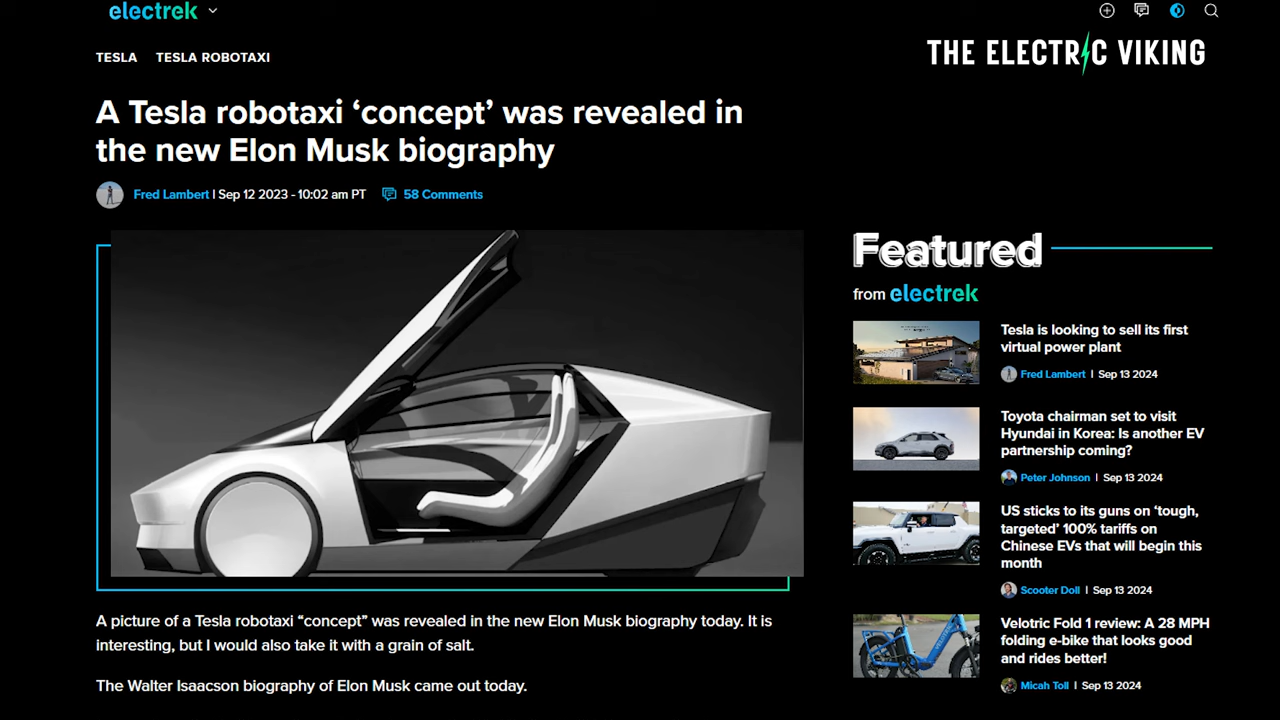 electrek
THE ELECTRIC VIKING
TESLA TESLA ROBOTAXI
A Tesla robotaxi ‘concept’ was revealed in
the new Elon Musk biography
Fred Lambert | Sep 12 2023 - 10:02 am PT 58 Comments
A picture of a Tesla robotaxi “concept” was revealed in the new Elon Musk biography today. It is
interesting, but I would also take it with a grain of salt.
The Walter Isaacson biography of Elon Musk came out today.
Featured
from electrek
Tesla is looking to sell its first
virtual power plant
Fred Lambert | Sep 13 2024
Toyota chairman set to visit
Hyundai in Korea: Is another EV
partnership coming?
Peter Johnson | Sep 13 2024
US sticks to its guns on ‘tough,
targeted’ 100% tariffs on
Chinese EVs that will begin this
month
Scooter Doll | Sep 13 2024
Velotric Fold 1 review: A 28 MPH
folding e-bike that looks good
and rides better!
Micah Toll | Sep 13 2024